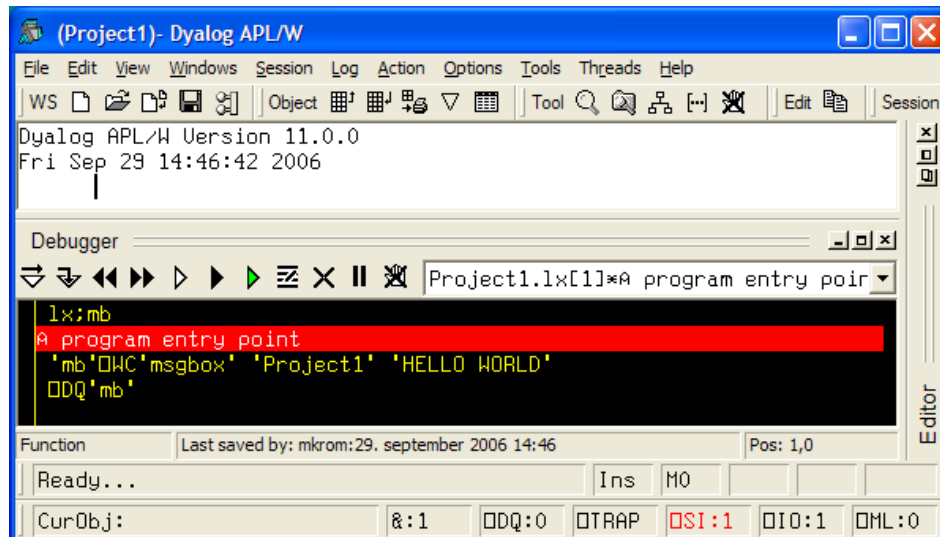 (Project1)- Dyalog APL/W
File Edit View Windows Session Log Action Options Tools Threads Help
WS Object Tool Edit Session
Dyalog APL/W Version 11.0.0
Fri Sep 29 14:46:42 2006
Debugger
Project1.lx[1]*⍝ program entry poir
lx;mb
⍝ program entry point
'mb'⎕WC'msgbox' 'Project1' 'HELLO WORLD'
⎕DQ'mb'
Editor
Function Last saved by: mkrom:29. september 2006 14:46 Pos: 1,0
Ready... Ins MO
CurObj: &:1 ⎕DQ:0 ⎕TRAP ⎕SI:1 ⎕IO:1 ⎕ML:0